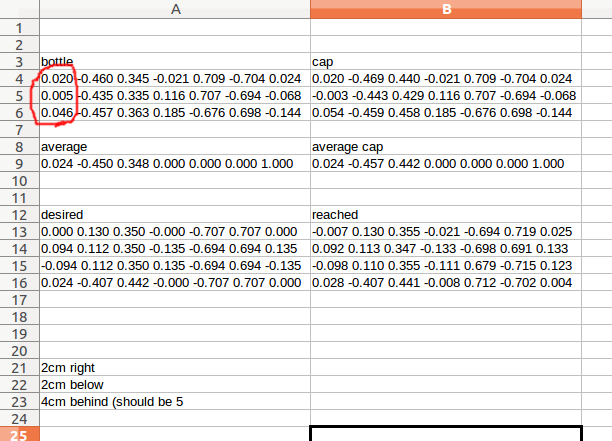 A B
1
2
3 bottle cap
4 0.020 -0.460 0.345 -0.021 0.709 -0.704 0.024 0.020 -0.469 0.440 -0.021 0.709 -0.704 0.024
5 0.005 -0.435 0.335 0.116 0.707 -0.694 -0.068 -0.003 -0.443 0.429 0.116 0.707 -0.694 -0.068
6 0.046 -0.457 0.363 0.185 -0.676 0.698 -0.144 0.054 -0.459 0.458 0.185 -0.676 0.698 -0.144
7
8 average average cap
9 0.024 -0.450 0.348 0.000 0.000 0.000 1.000 0.024 -0.457 0.442 0.000 0.000 0.000 1.000
10
11
12 desired reached
13 0.000 0.130 0.350 -0.000 -0.707 0.707 0.000 -0.007 0.130 0.355 -0.021 -0.694 0.719 0.025
14 0.094 0.112 0.350 -0.135 -0.694 0.694 0.135 0.092 0.113 0.347 -0.133 -0.698 0.691 0.133
15 -0.094 0.112 0.350 0.135 -0.694 0.694 -0.135 -0.098 0.110 0.355 -0.111 0.679 -0.715 0.123
16 0.024 -0.407 0.442 -0.000 -0.707 0.707 0.000 0.028 -0.407 0.441 -0.008 0.712 -0.702 0.004
17
18
19
20
21 2cm right
22 2cm below
23 4cm behind (should be 5
24
25